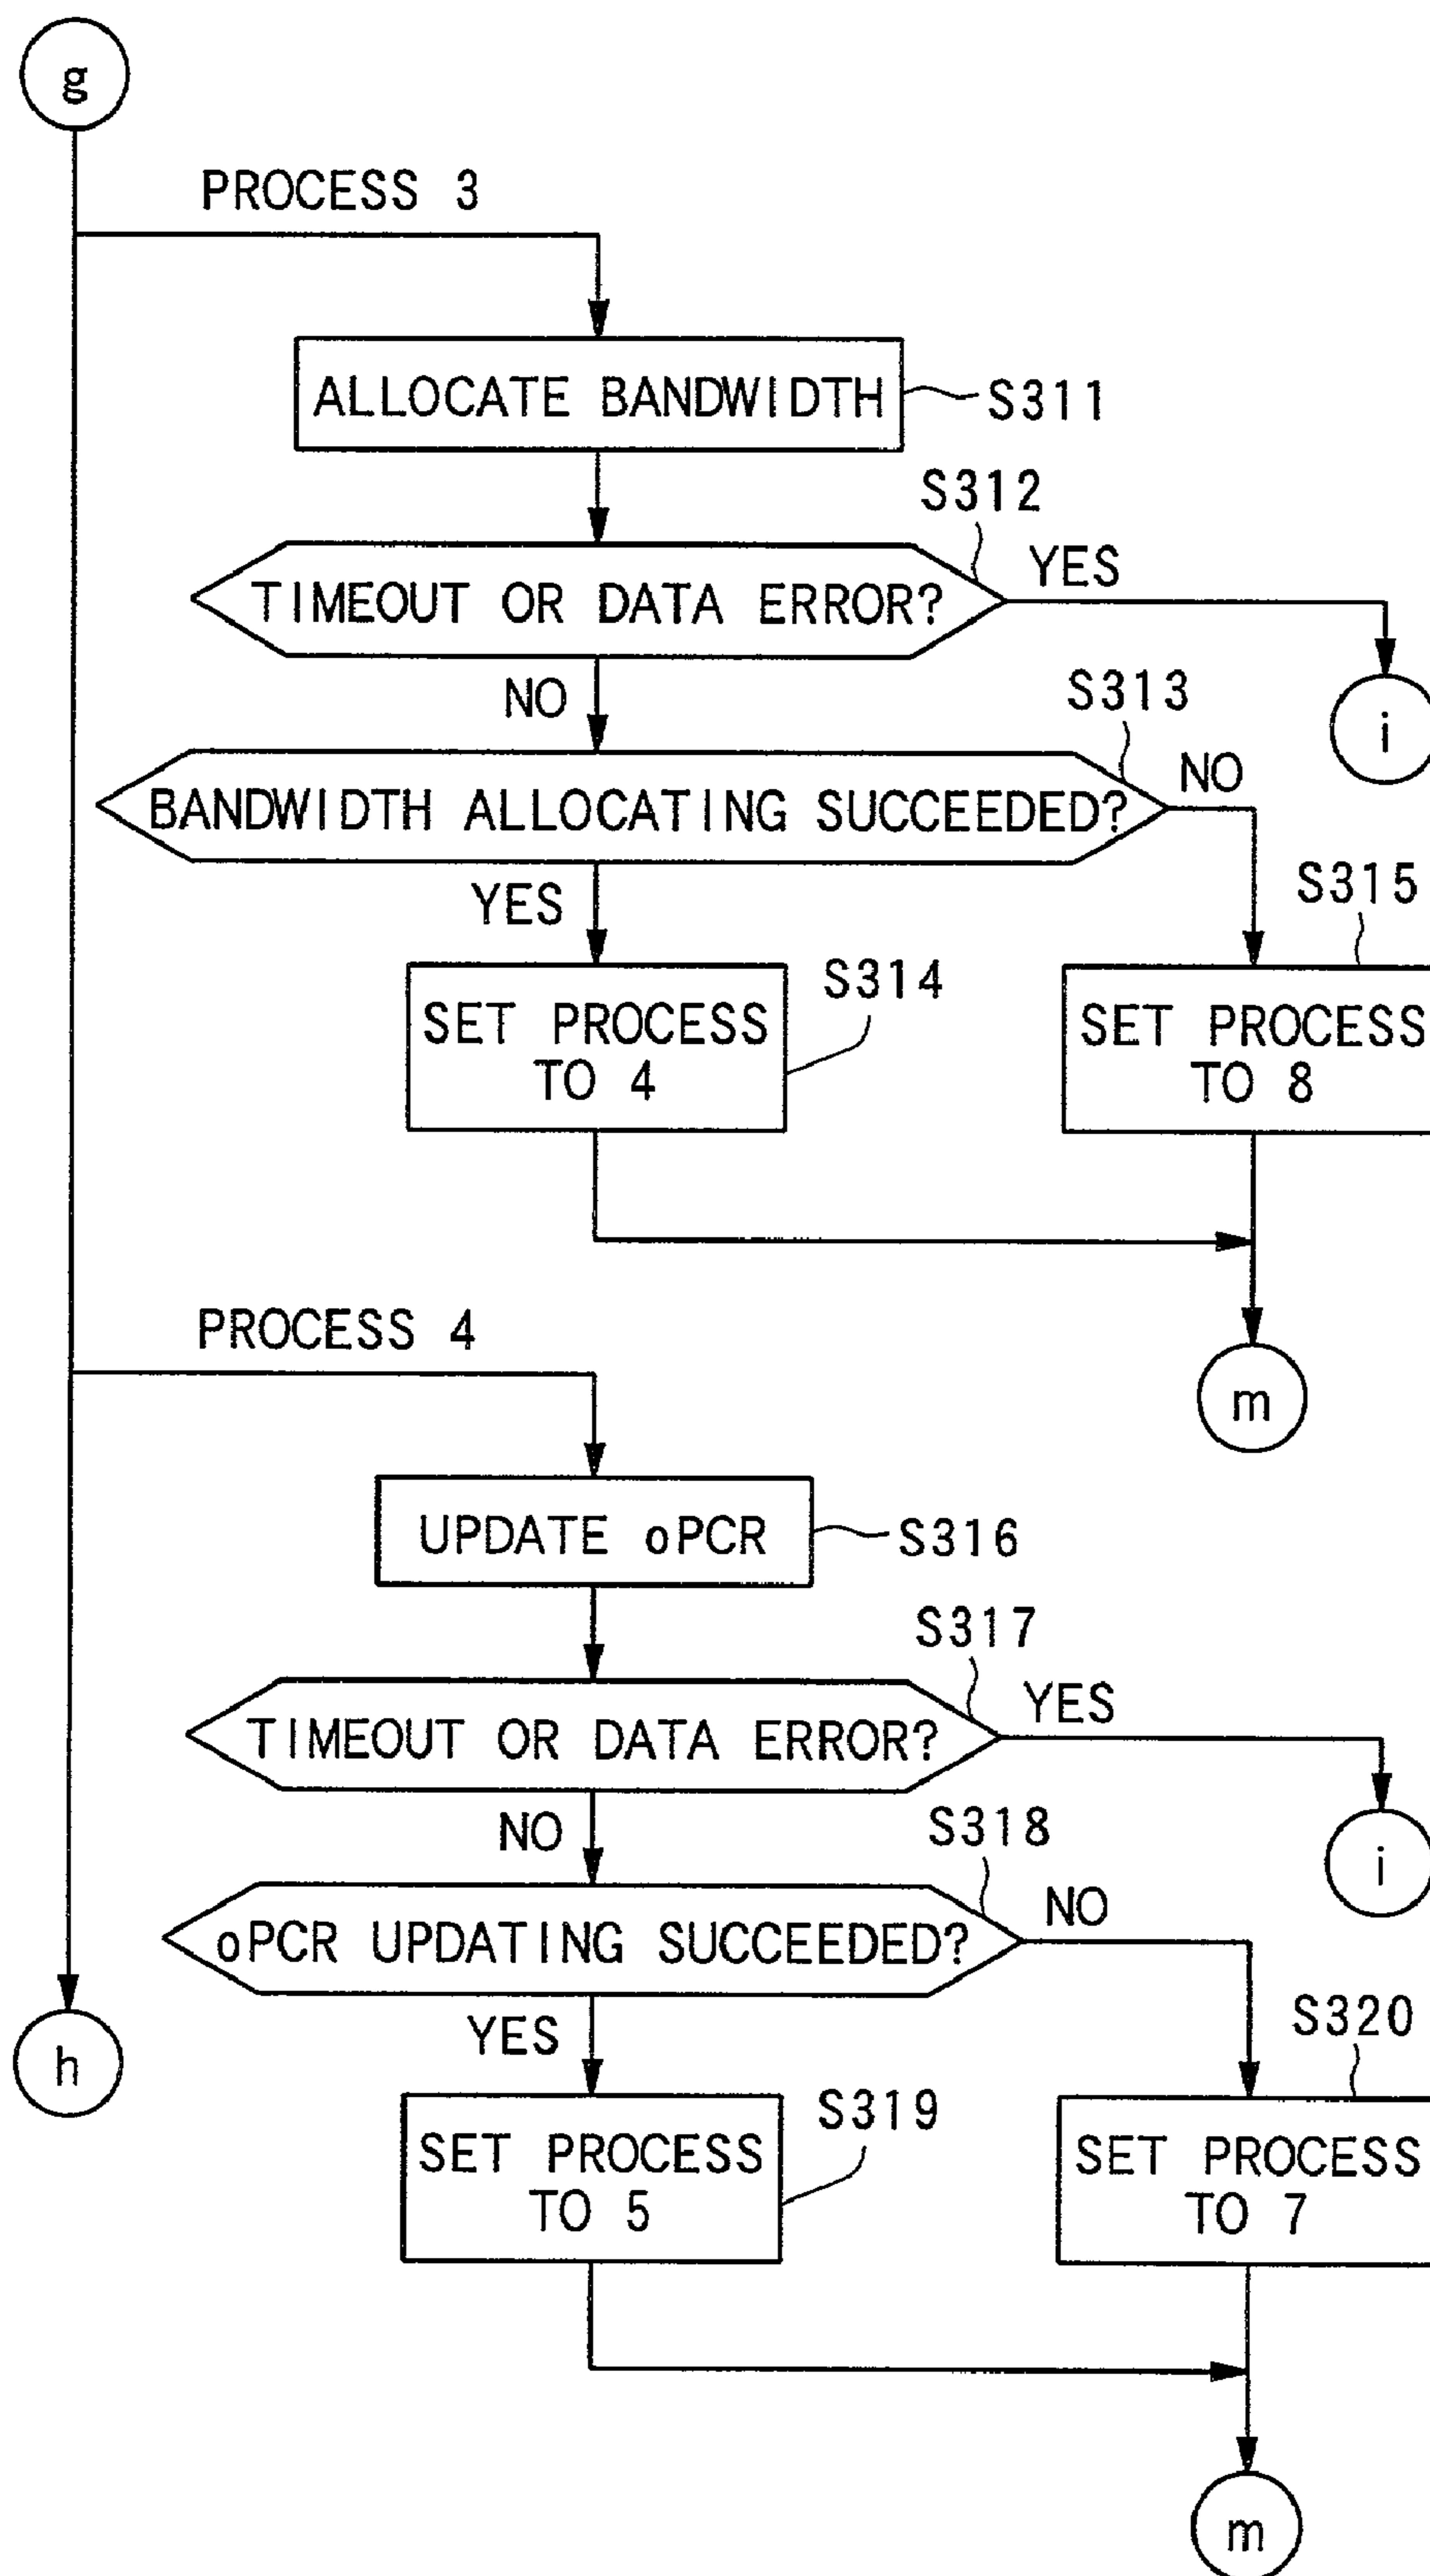 g
PROCESS 3
ALLOCATE BANDWIDTH
S311
S312
TIMEOUT OR DATA ERROR?
YES
NO
i
S313
BANDWIDTH ALLOCATING SUCCEEDED?
NO
YES
S314
S315
SET PROCESS
TO 4
SET PROCESS
TO 8
m
PROCESS 4
UPDATE oPCR
S316
S317
TIMEOUT OR DATA ERROR?
YES
NO
i
S318
oPCR UPDATING SUCCEEDED?
NO
YES
h
S319
S320
SET PROCESS
TO 5
SET PROCESS
TO 7
m